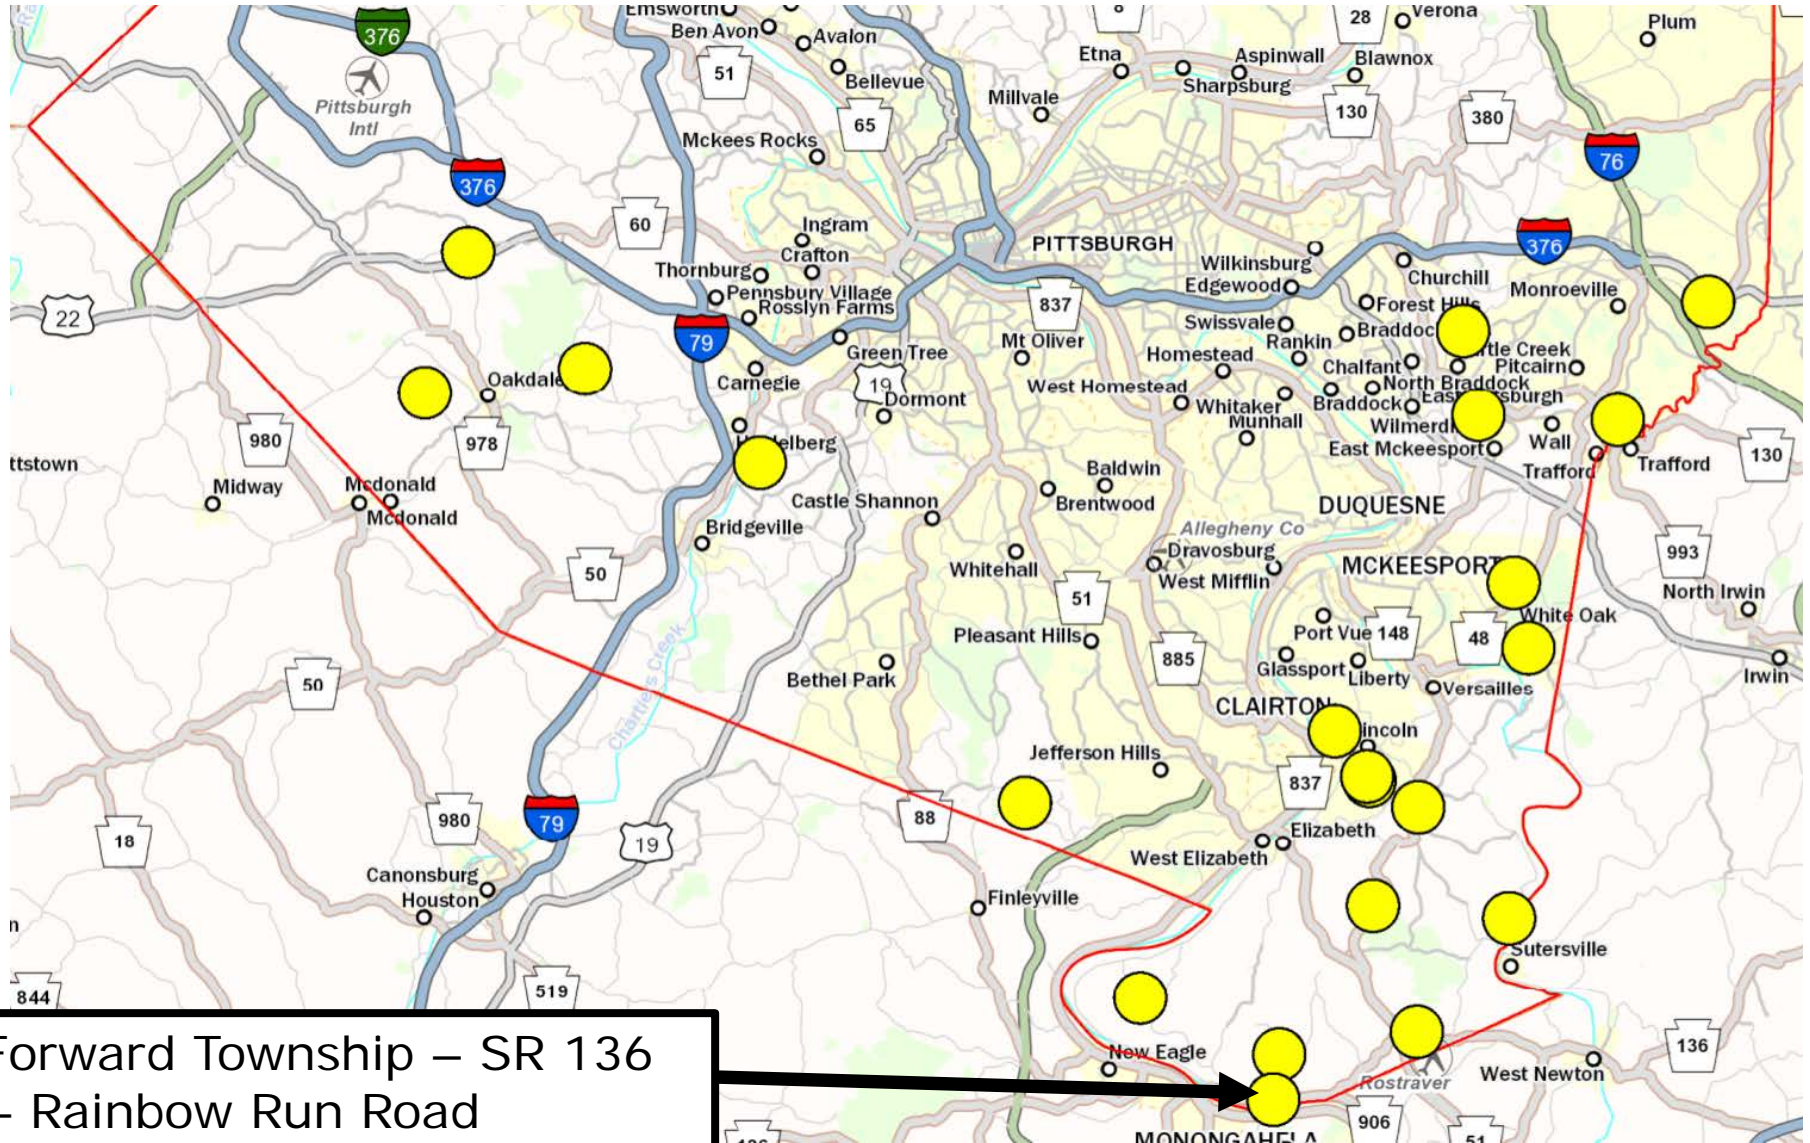 Emsworth
8
28
Verona
Plum
376
Ben Avon
Avalon
Etna
Aspinwall
Blawnox
51
Bellevue
Sharpsburg
Pittsburgh
Intl
Millvale
65
130
380
Mckees Rocks
76
376
60
Ingram
PITTSBURGH
376
Crafton
Wilkinsburg
Churchill
Thornburg
Edgewood
Monroeville
Pennsbury Village
837
Forest Hills
Rosslyn Farms
22
Swissvale
79
Mt Oliver
Rankin
Green Tree
Homestead
Creek
Chalfant
Pitcairn
Oakdale
Carnegie
19
West Homestead
North Braddock
Dormont
Whitaker
Braddock
Munhall
980
978
East Mckeesport
Wall
Trafford
Trafford
130
Midway
Mcdonald
Mcdonald
Baldwin
Castle Shannon
Brentwood
DUQUESNE
Bridgeville
Allegheny Co
Dravosburg
993
50
Whitehall
West Mifflin
MCKEESPORT
51
North Irwin
White Oak
Pleasant Hills
Port Vue
148
48
885
Glassport
Liberty
Irwin
50
Bethel Park
Versailles
Chartiers Creek
CLAIRTON
Jefferson Hills
837
18
980
79
88
19
Elizabeth
West Elizabeth
Canonsburg
Houston
Finleyville
Sutersville
844
519
Forward Township – SR 136
– Rainbow Run Road
New Eagle
136
Rostraver
West Newton
906
51
MONONGAHELA